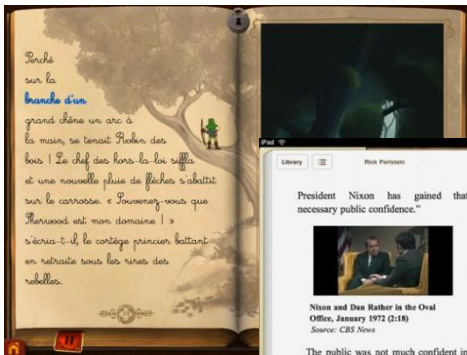 Perché
sur la
branche d'un
grand chêne un arc à
la main, se tenait Robin des
bois ! Le chef des hors-la-loi siffla
et une nouvelle pluie de flèches s'abattit
sur le carrosse. « Souvenez-vous que
Sherwood est mon domaine ! »
s'écria-t-il, le cortège princier battant
en retraite sous les rires des
rebelles.
iPad
Library
Rick Perlstein
President Nixon has gained that
necessary public confidence."
Nixon and Dan Rather in the Oval
Office, January 1972 (2:18)
Source: CBS News
The public was not much confident in